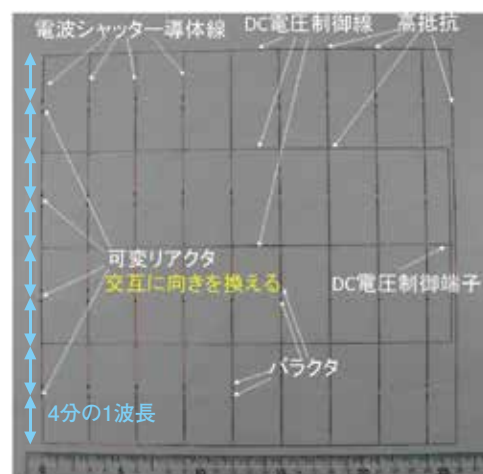 電波シャッター導体線
DC電圧制御線
高抵抗
可変リアクタ
交互に向きを換える
DC電圧制御端子
バラクタ
4分の1波長